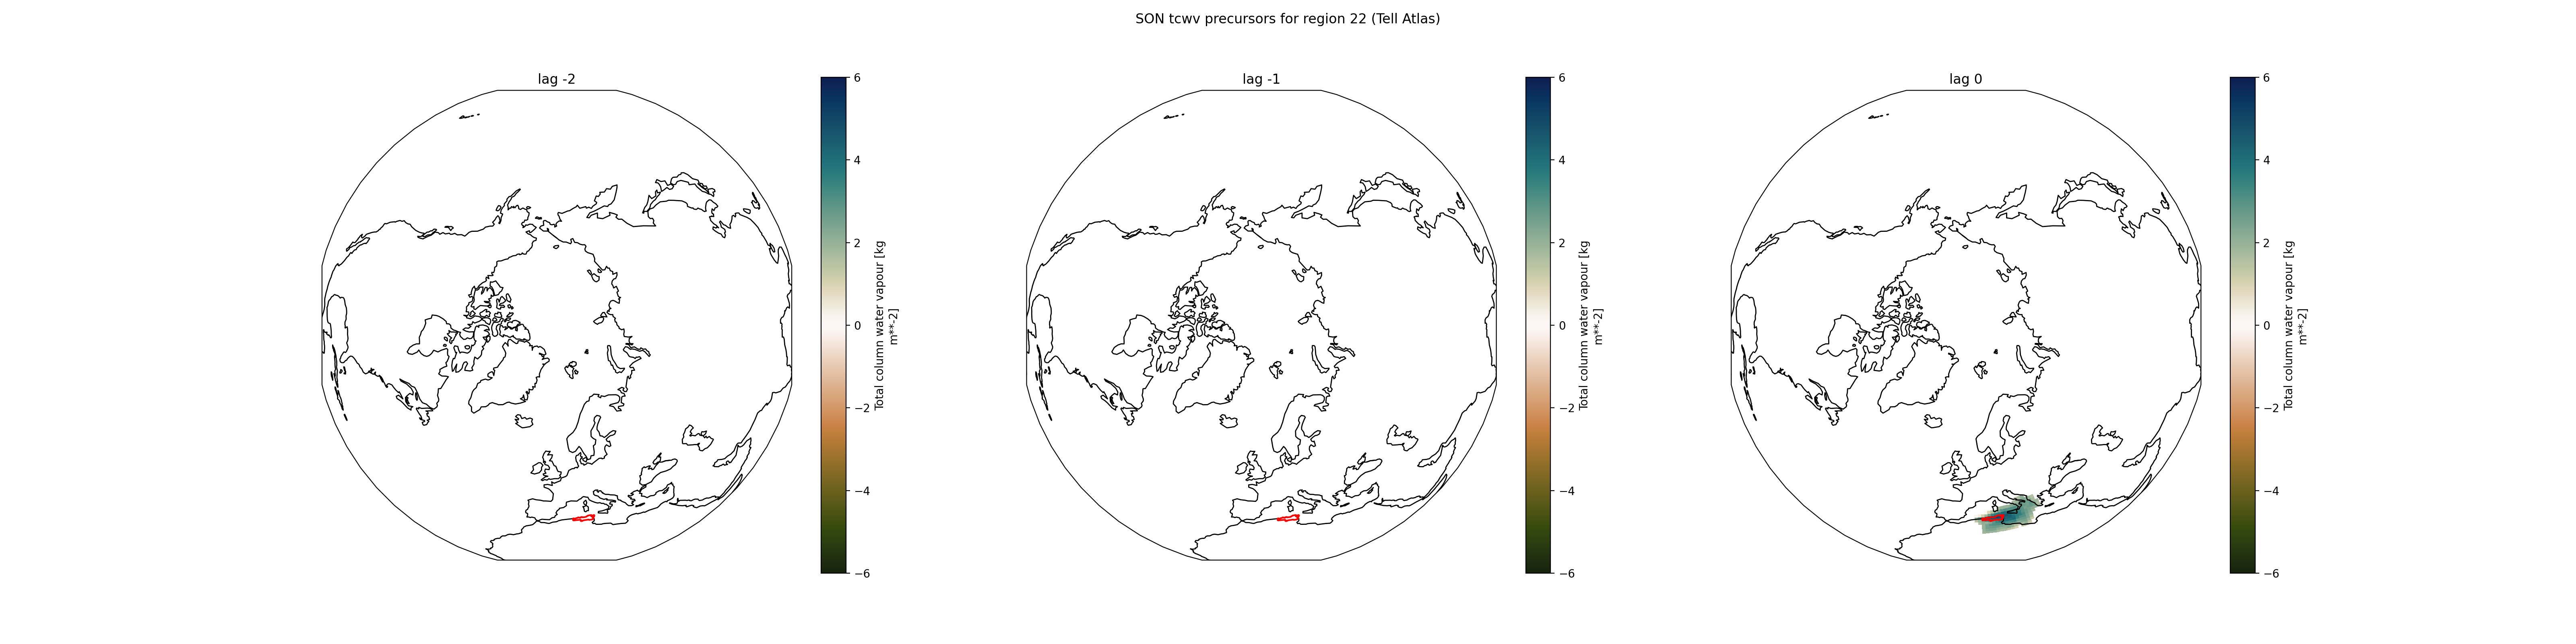 SON tcwv precursors for region 22 (Tell Atlas)
lag -2
6
4
2
0
−2
−4
−6
Total column water vapour [kg
m**-2]
lag -1
6
4
2
0
−2
−4
−6
Total column water vapour [kg
m**-2]
lag 0
6
4
2
0
−2
−4
−6
Total column water vapour [kg
m**-2]